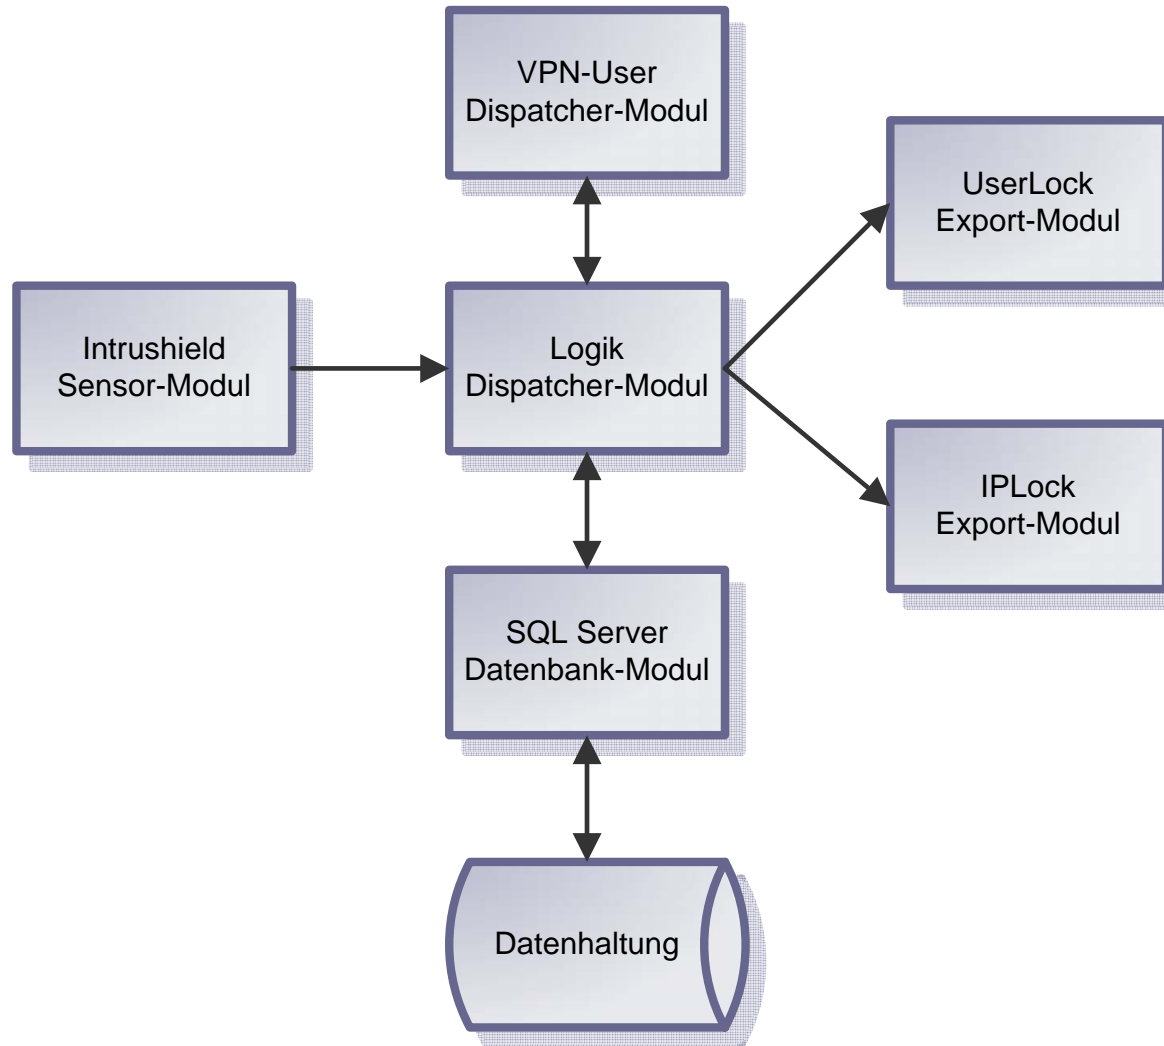 VPN-User
Dispatcher-Modul
UserLock
Export-Modul
Intrushield
Sensor-Modul
Logik
Dispatcher-Modul
IPLock
Export-Modul
SQL Server
Datenbank-Modul
Datenhaltung